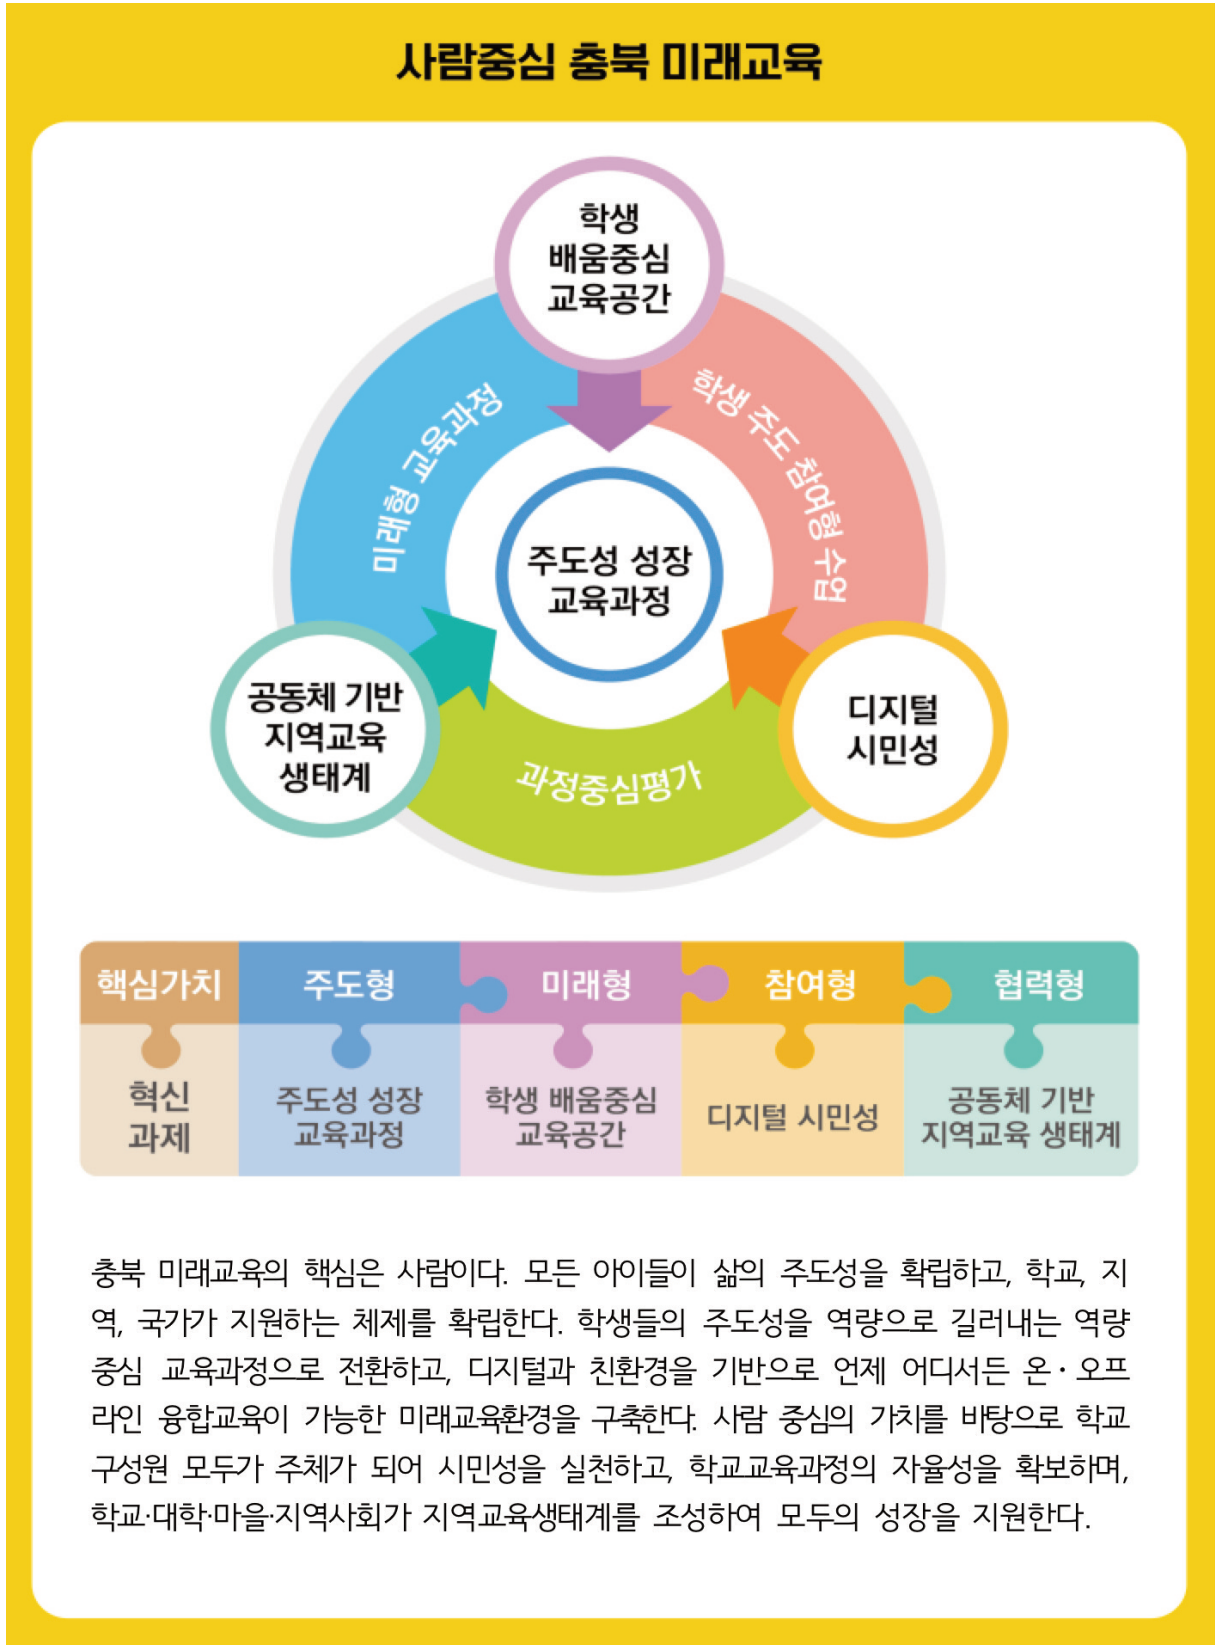 사람중심 충북 미래교육
학생
배움중심
교육공간
미래형 교육과정
학생 주도 참여형 수업
주도성 성장
교육과정
공동체 기반
지역교육
생태계
디지털
시민성
과정중심평가
핵심가치 주도형 미래형 참여형 협력형
혁신
과제
주도성 성장
교육과정
학생 배움중심
교육공간
디지털 시민성
공동체 기반
지역교육 생태계
충북 미래교육의 핵심은 사람이다. 모든 아이들이 삶의 주도성을 확립하고, 학교, 지
역, 국가가 지원하는 체제를 확립한다. 학생들의 주도성을 역량으로 길러내는 역량
중심 교육과정으로 전환하고, 디지털과 친환경을 기반으로 언제 어디서든 온·오프
라인 융합교육이 가능한 미래교육환경을 구축한다. 사람 중심의 가치를 바탕으로 학교
구성원 모두가 주체가 되어 시민성을 실천하고, 학교교육과정의 자율성을 확보하며,
학교·대학·마을·지역사회가 지역교육생태계를 조성하여 모두의 성장을 지원한다.